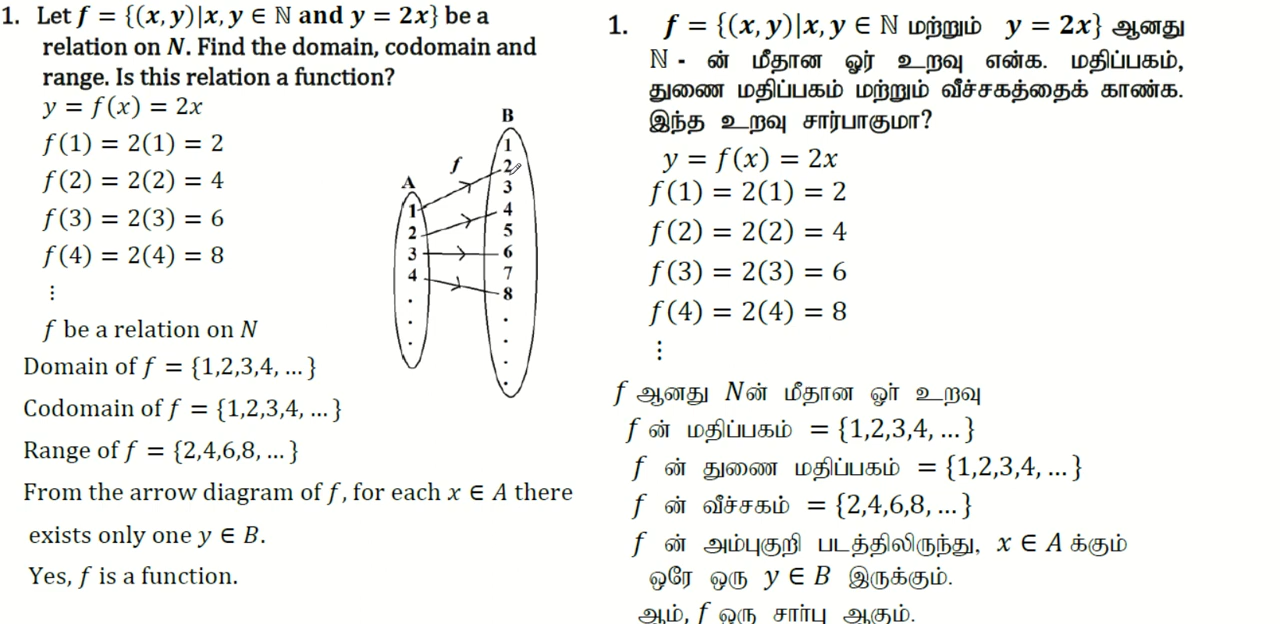 1. Let f = {(x, y)|x, y ∈ ℕ and y = 2x} be a
relation on N. Find the domain, codomain and
range. Is this relation a function?
y = f(x) = 2x
f(1) = 2(1) = 2
f(2) = 2(2) = 4
f(3) = 2(3) = 6
f(4) = 2(4) = 8
⋮
f be a relation on N
Domain of f = {1,2,3,4, ... }
Codomain of f = {1,2,3,4, ... }
Range of f = {2,4,6,8, ... }
From the arrow diagram of f, for each x ∈ A there
exists only one y ∈ B.
Yes, f is a function.
A
1
2
3
4
.
.
.
f
B
1
2
3
4
5
6
7
8
.
.
.
.
1. f = {(x, y)|x, y ∈ ℕ மற்றும் y = 2x} ஆனது
ℕ - ன் மீதான ஓர் உறவு என்க. மதிப்பகம்,
துணை மதிப்பகம் மற்றும் வீச்சகத்தைக் காண்க.
இந்த உறவு சார்பாகுமா?
y = f(x) = 2x
f(1) = 2(1) = 2
f(2) = 2(2) = 4
f(3) = 2(3) = 6
f(4) = 2(4) = 8
⋮
f ஆனது Nன் மீதான ஓர் உறவு
f ன் மதிப்பகம் = {1,2,3,4, ... }
f ன் துணை மதிப்பகம் = {1,2,3,4, ... }
f ன் வீச்சகம் = {2,4,6,8, ... }
f ன் அம்புகுறி படத்திலிருந்து, x ∈ A க்கும்
ஒரே ஒரு y ∈ B இருக்கும்.
ஆம், f ஒரு சார்பு ஆகும்.